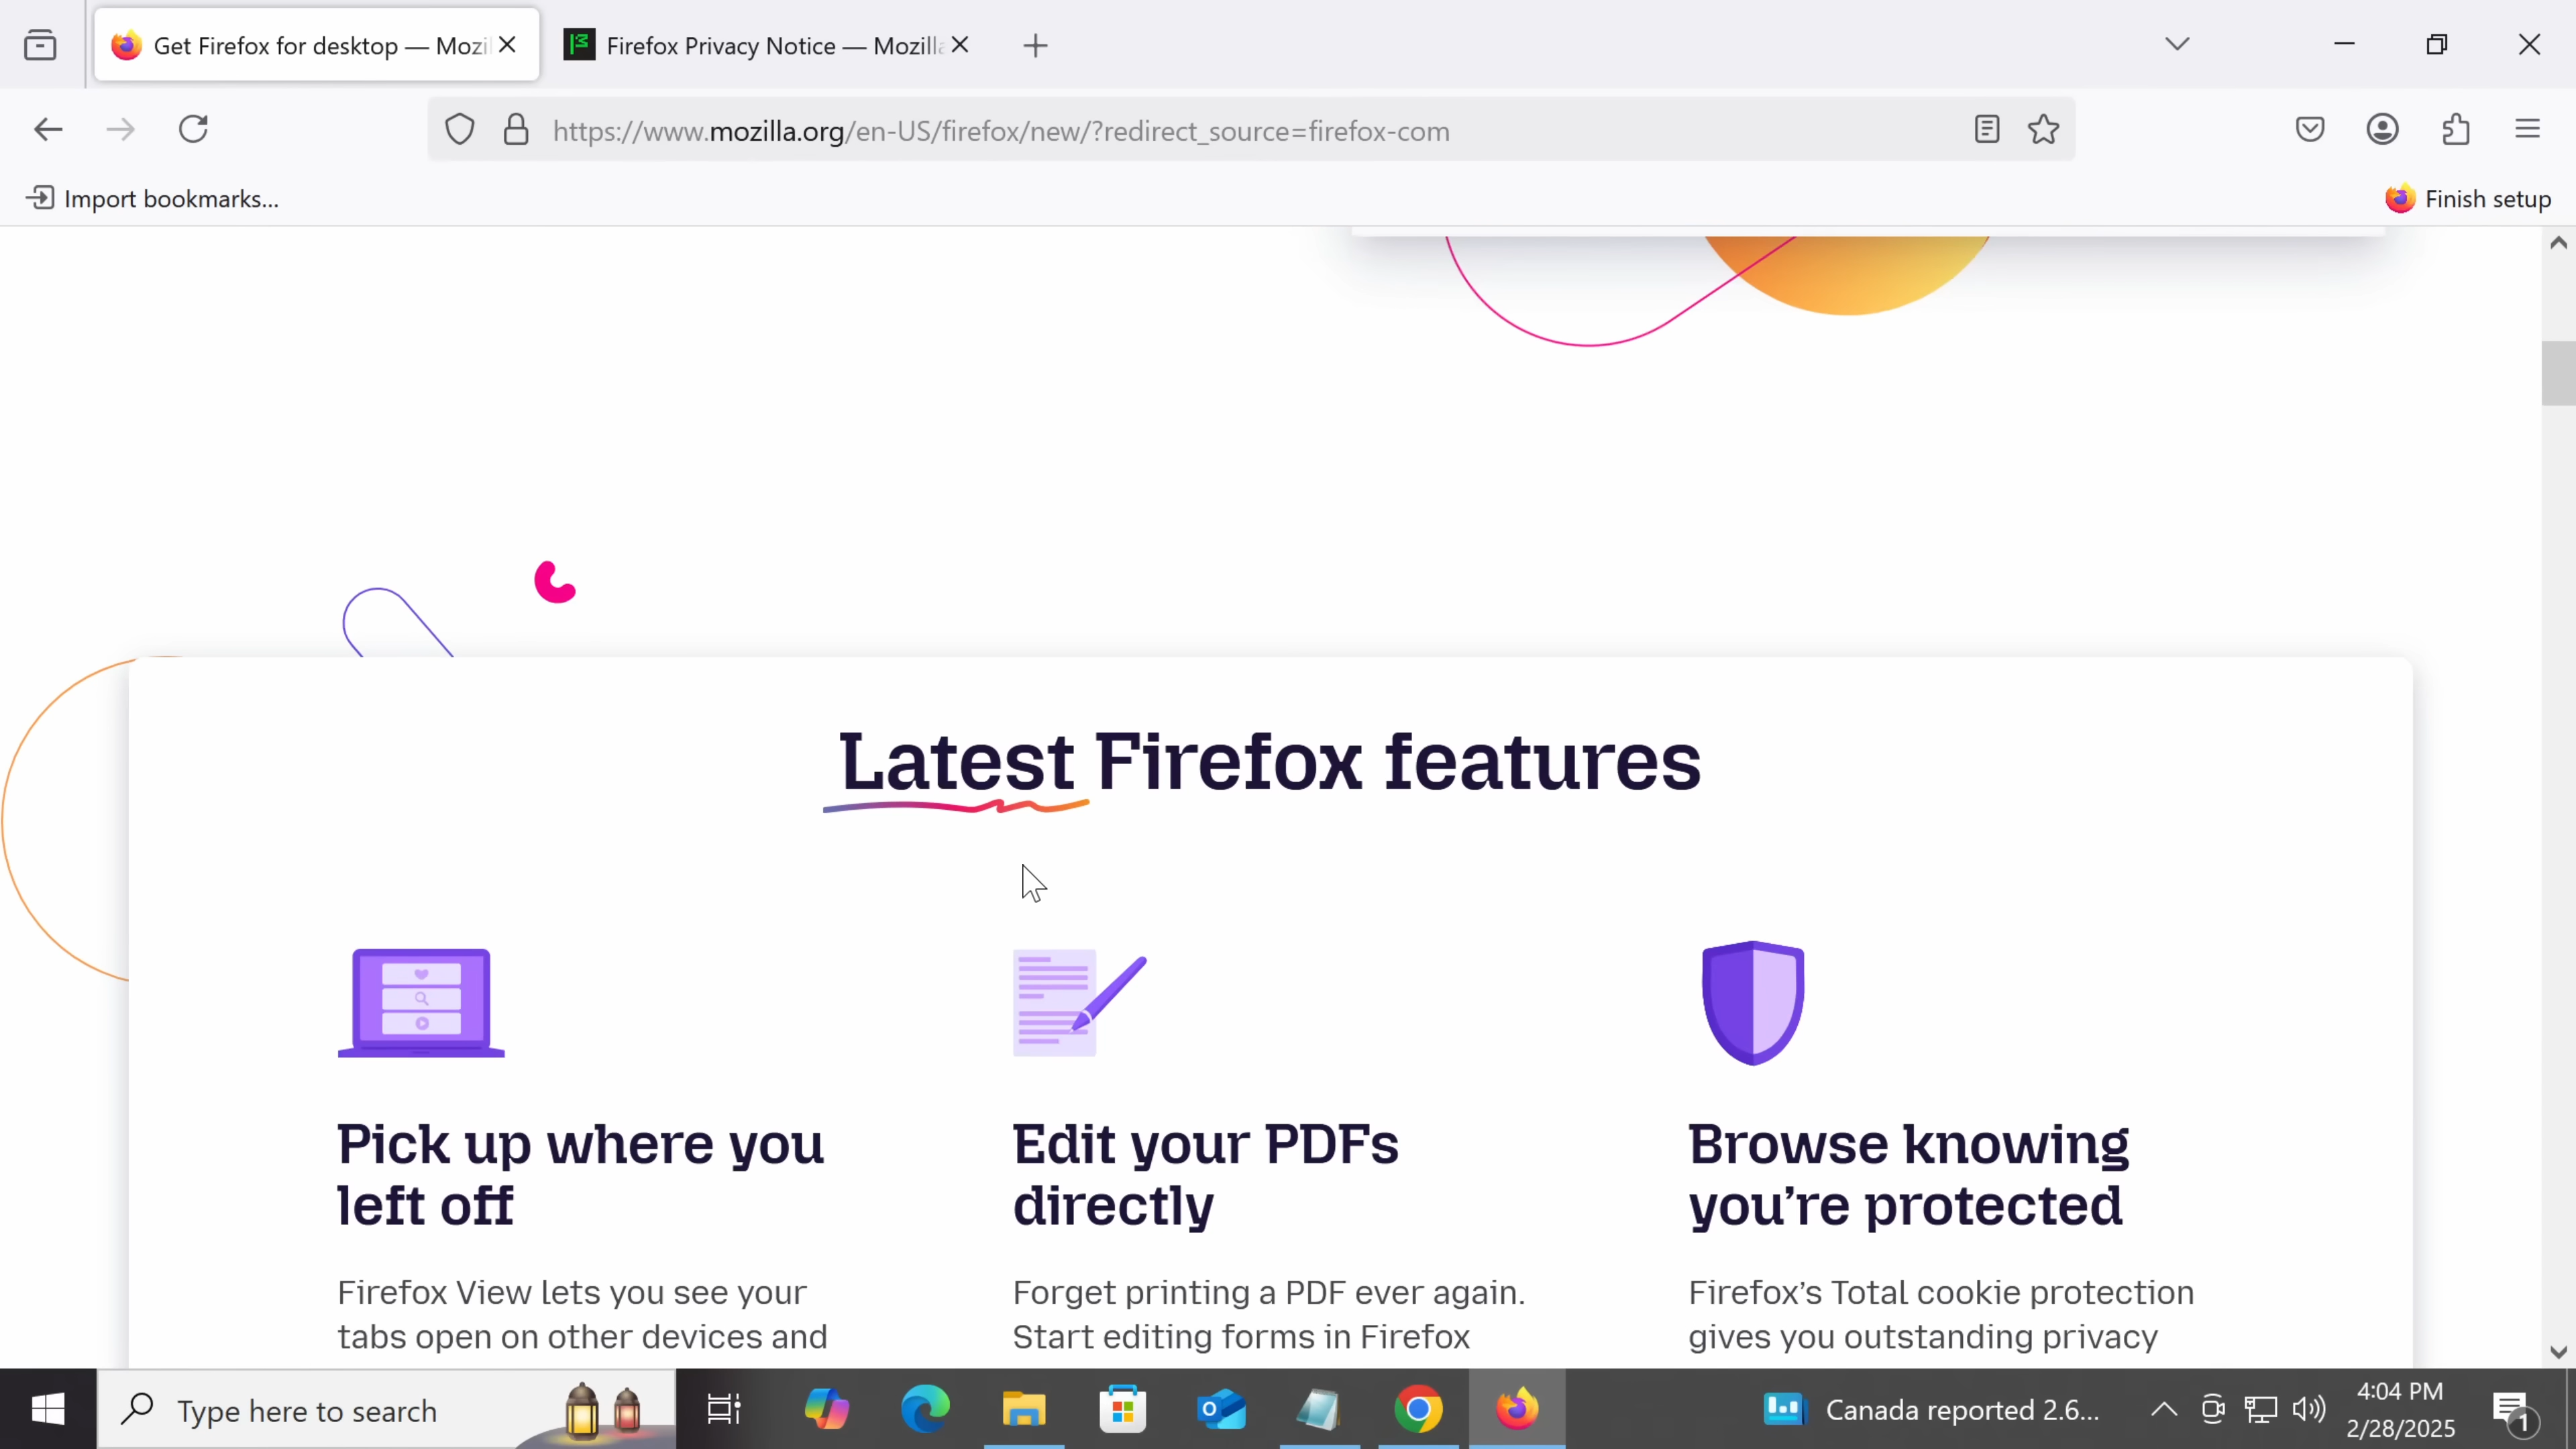 Get Firefox for desktop — Mozil
Firefox Privacy Notice — Mozilla
https://www.mozilla.org/en-US/firefox/new/?redirect_source=firefox-com
Import bookmarks...
Finish setup
Latest Firefox features
Pick up where you
left off
Firefox View lets you see your
tabs open on other devices and
Edit your PDFs
directly
Forget printing a PDF ever again.
Start editing forms in Firefox
Browse knowing
you’re protected
Firefox’s Total cookie protection
gives you outstanding privacy
Type here to search
Canada reported 2.6...
4:04 PM
2/28/2025
1